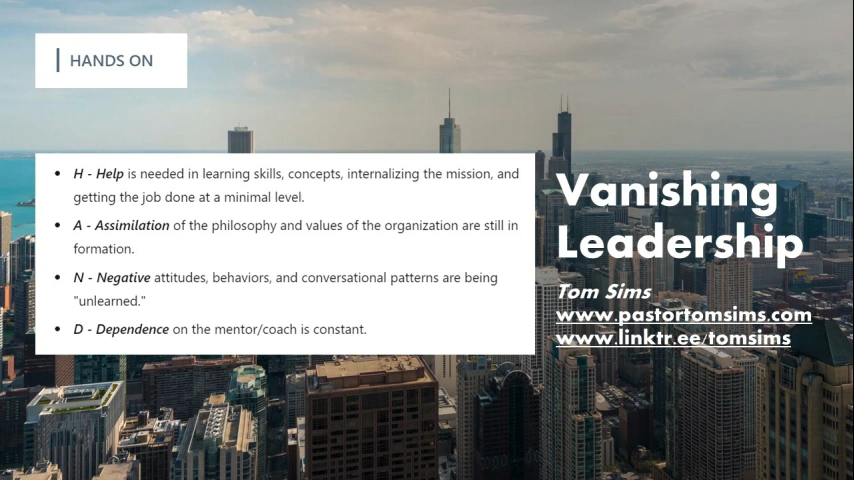 HANDS ON
• H - Help is needed in learning skills, concepts, internalizing the mission, and
getting the job done at a minimal level.
• A - Assimilation of the philosophy and values of the organization are still in
formation.
• N - Negative attitudes, behaviors, and conversational patterns are being
"unlearned."
• D - Dependence on the mentor/coach is constant.
Vanishing
Leadership
Tom Sims
www.pastortomsims.com
www.linktr.ee/tomsims